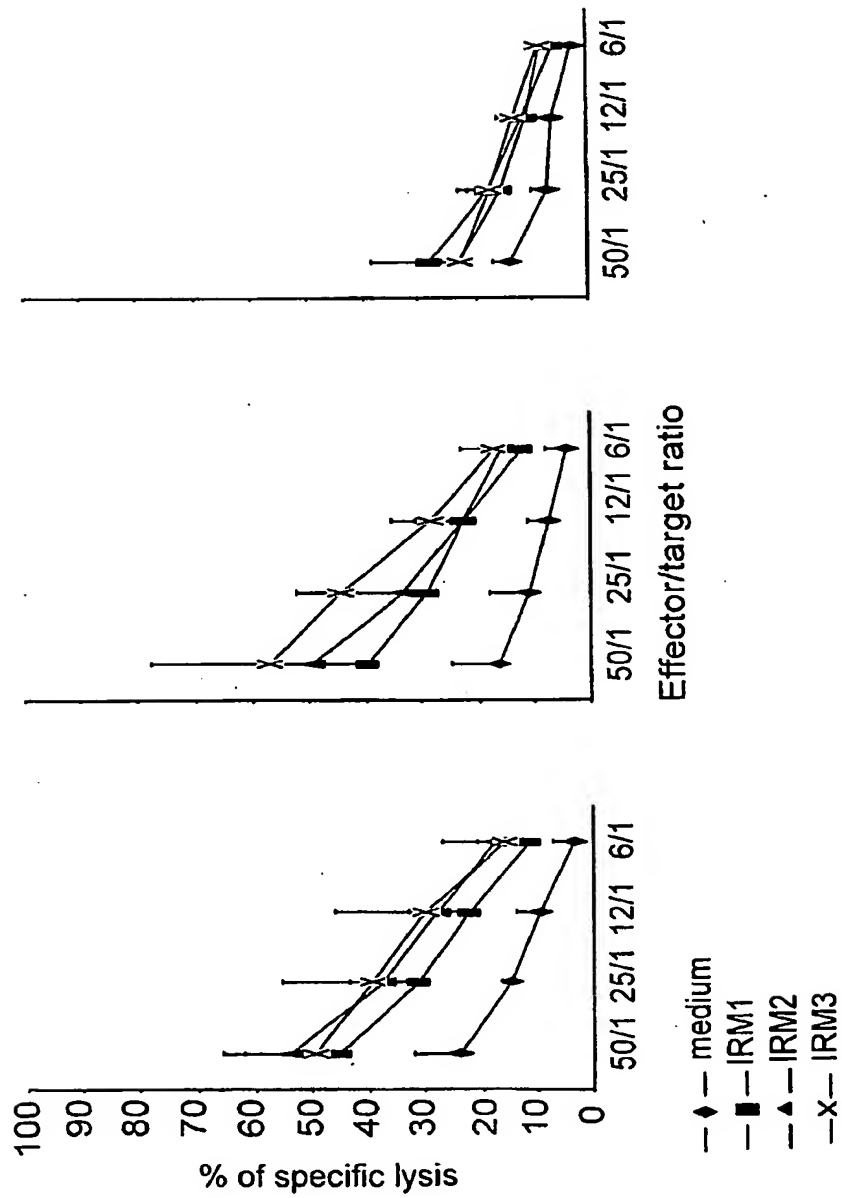 % of specific lysis
100
90
80
70
60
50
40
30
20
10
0
50/1 25/1 12/1 6/1
50/1 25/1 12/1 6/1
50/1 25/1 12/1 6/1
Effector/target ratio
medium
IRM1
IRM2
IRM3